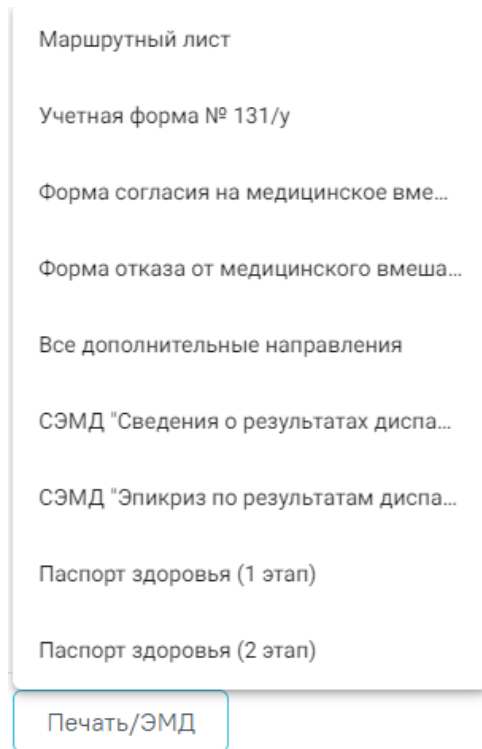 Маршрутный лист
Учетная форма № 131/у
Форма согласия на медицинское вме...
Форма отказа от медицинского вмеша...
Все дополнительные направления
СЭМД "Сведения о результатах диспа...
СЭМД "Эпикриз по результатам диспа...
Паспорт здоровья (1 этап)
Паспорт здоровья (2 этап)
Печать/ЭМД